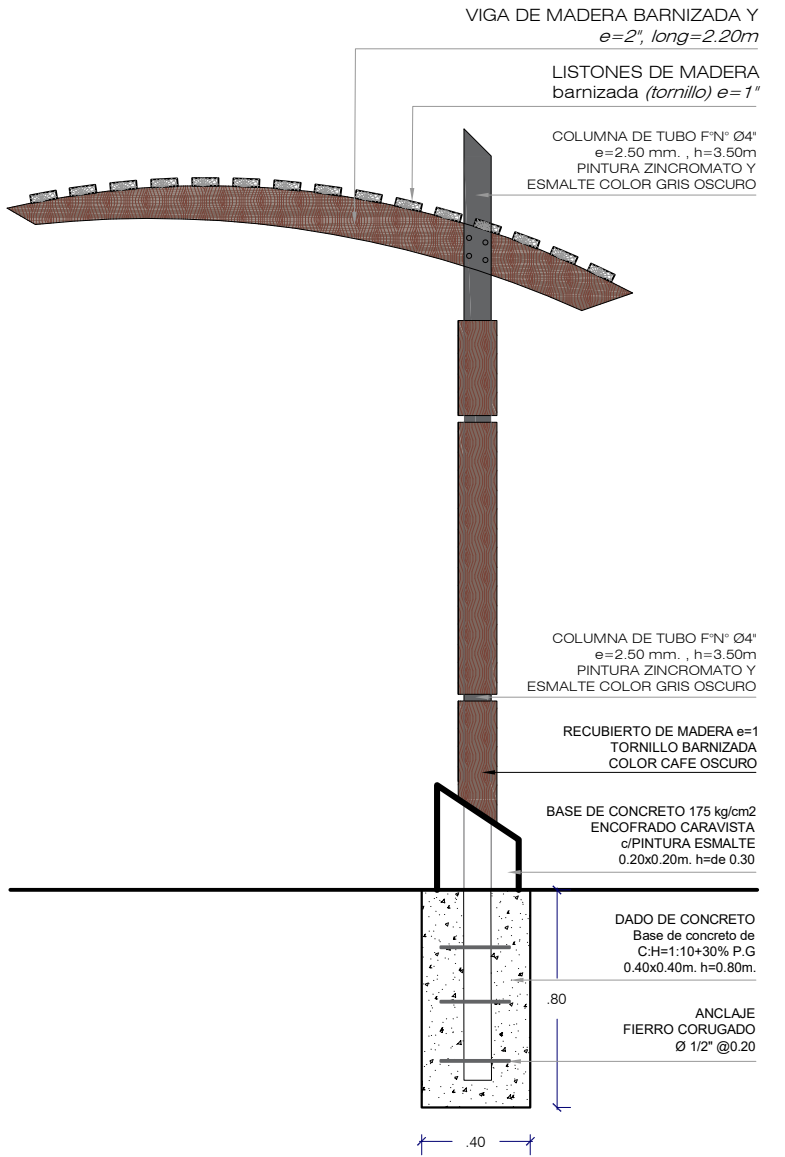 VIGA DE MADERA BARNIZADA Y
e=2", long=2.20m
LISTONES DE MADERA
barnizada (tornillo) e=1"
COLUMNA DE TUBO F°N° Ø4"
e=2.50 mm. , h=3.50m
PINTURA ZINCROMATO Y
ESMALTE COLOR GRIS OSCURO
COLUMNA DE TUBO F°N° Ø4"
e=2.50 mm. , h=3.50m
PINTURA ZINCROMATO Y
ESMALTE COLOR GRIS OSCURO
RECUBIERTO DE MADERA e=1
TORNILLO BARNIZADA
COLOR CAFE OSCURO
BASE DE CONCRETO 175 kg/cm2
ENCOFRADO CARAVISTA
c/PINTURA ESMALTE
0.20x0.20m. h=de 0.30
DADO DE CONCRETO
Base de concreto de
C:H=1:10+30% P.G
0.40x0.40m. h=0.80m.
.80
ANCLAJE
FIERRO CORUGADO
Ø 1/2" @0.20
.40